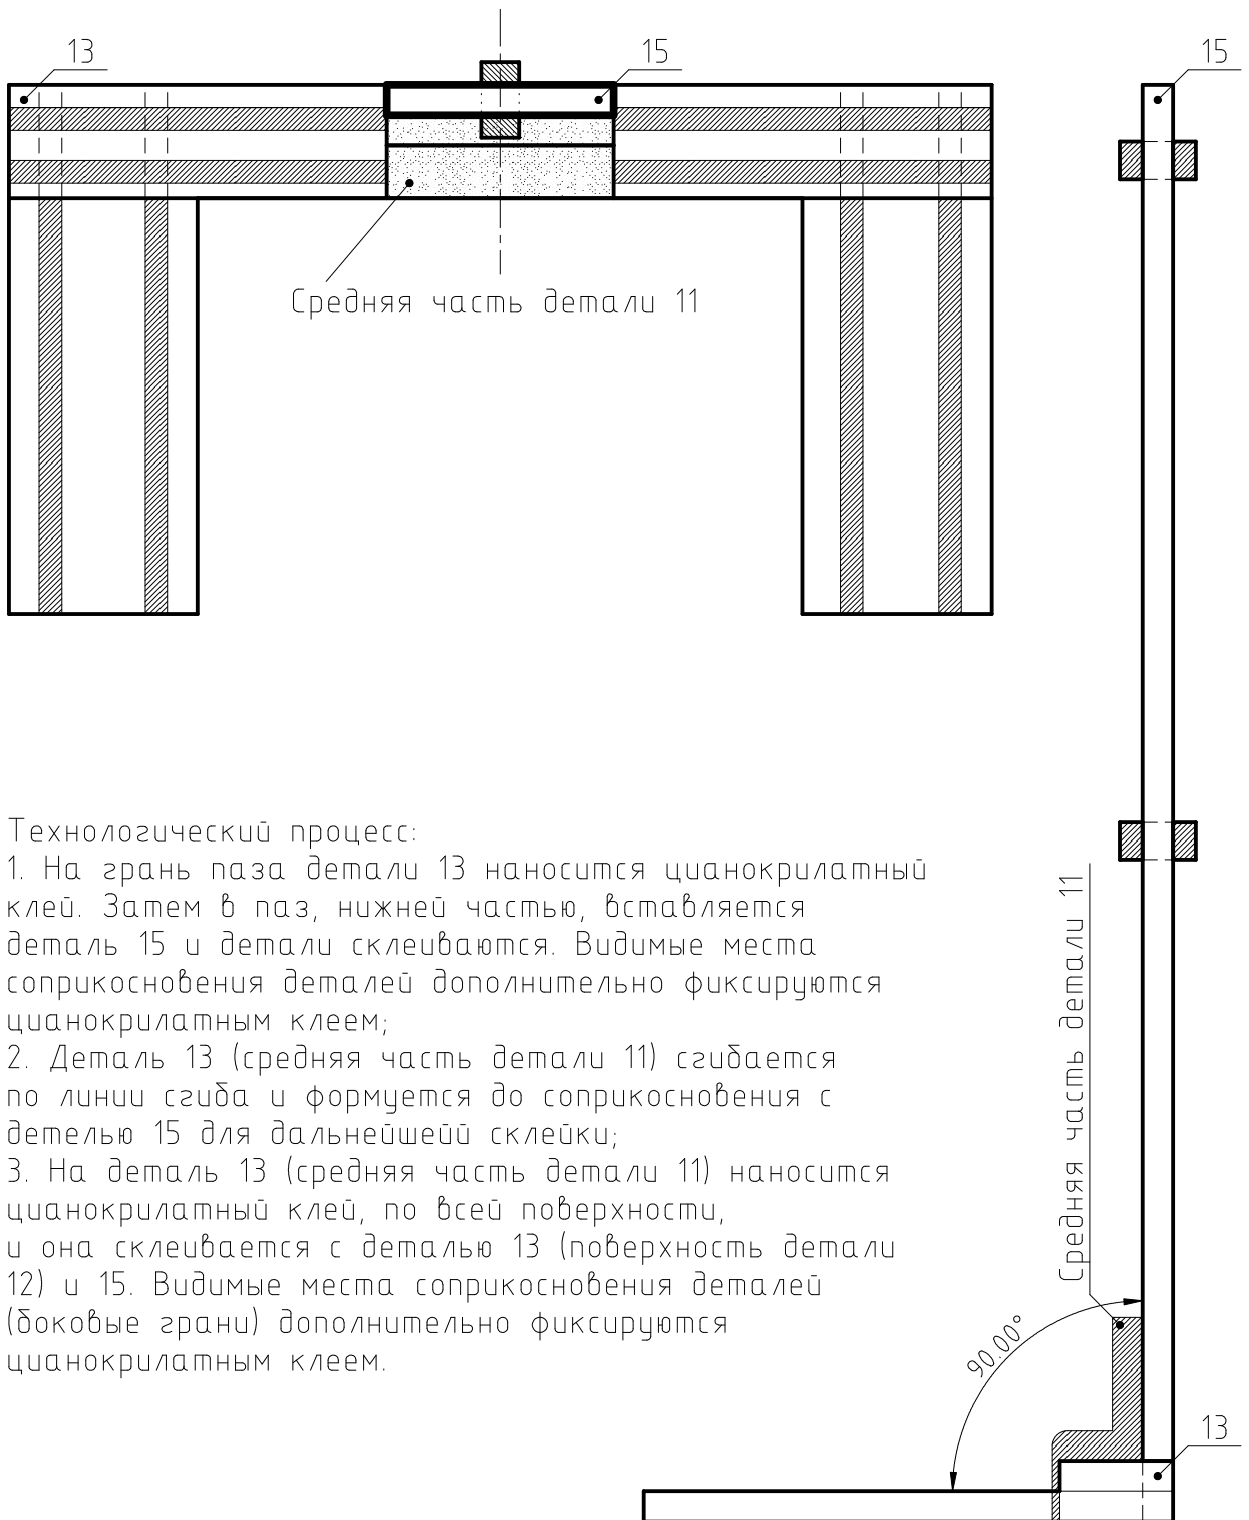 13
15
15
Средняя часть детали 11
Технологический процесс:
1. На грань паза детали 13 наносится цианокрилатный
клей. Затем в паз, нижней частью, вставляется
деталь 15 и детали склеиваются. Видимые места
соприкосновения деталей дополнительно фиксируются
цианокрилатным клеем;
2. Деталь 13 (средняя часть детали 11) сгибается
по линии сгиба и формуется до соприкосновения с
детелью 15 для дальнейшейй склейки;
3. На деталь 13 (средняя часть детали 11) наносится
цианокрилатный клей, по всей поверхности,
и она склеивается с деталью 13 (поверхность детали
12) и 15. Видимые места соприкосновения деталей
(боковые грани) дополнительно фиксируются
цианокрилатным клеем.
Средняя часть детали 11
90.00°
13